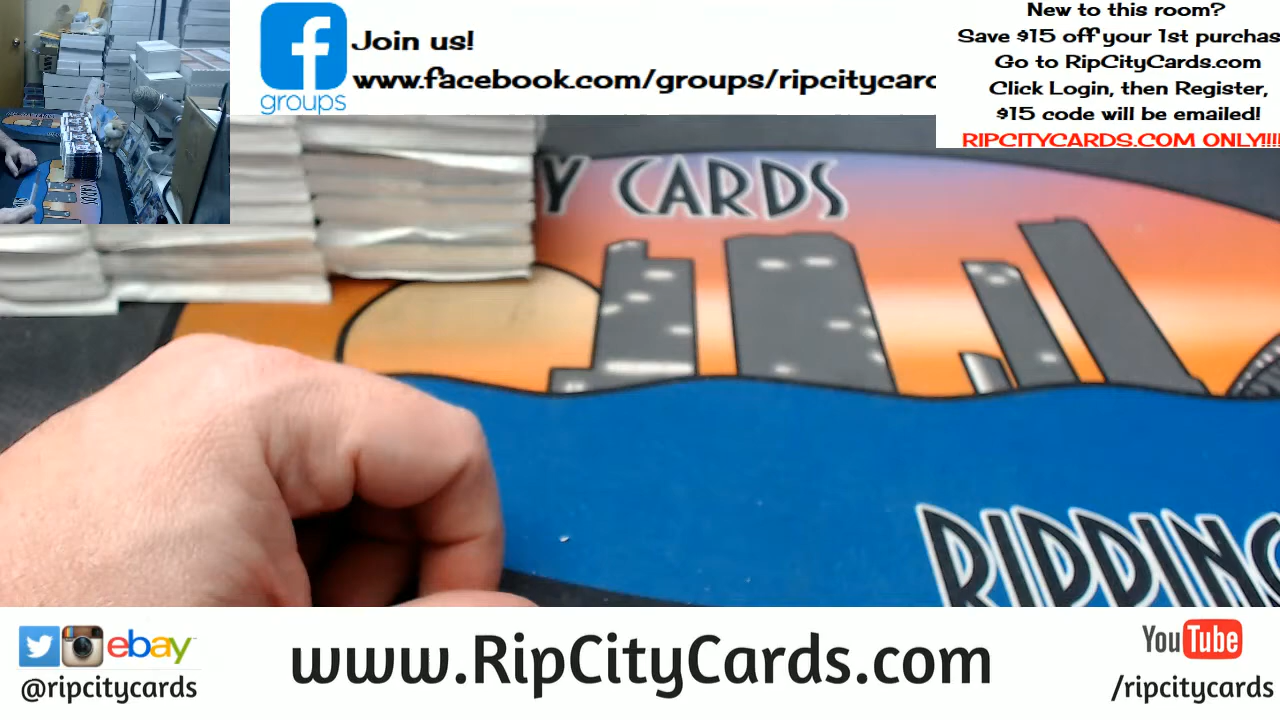 Join us!
www.facebook.com/groups/ripcitycard
groups
New to this room?
Save $15 off your 1st purchas
Go to RipCityCards.com
Click Login, then Register,
$15 code will be emailed!
RIPCITYCARDS.COM ONLY!!!!
Y CARDS
RIPPING
ebay
@ripcitycards
www.RipCityCards.com
YouTube
/ripcitycards